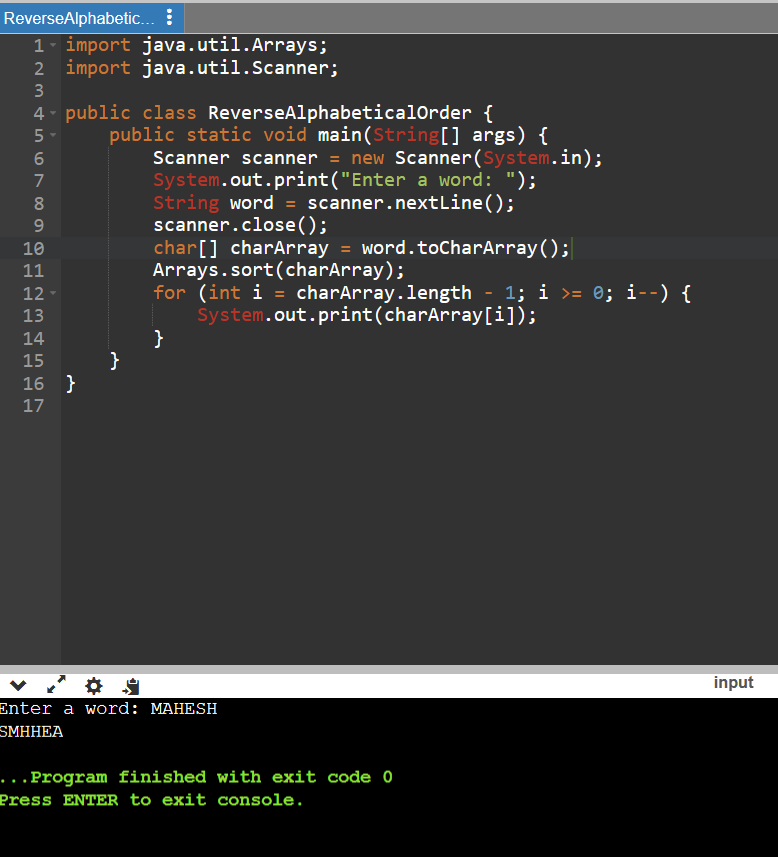 ReverseAlphabetic...
1 import java.util.Arrays;
2 import java.util.Scanner;
3
4 public class ReverseAlphabeticalOrder {
5     public static void main(String[] args) {
6         Scanner scanner = new Scanner(System.in);
7         System.out.print("Enter a word: ");
8         String word = scanner.nextLine();
9         scanner.close();
10         char[] charArray = word.toCharArray();
11         Arrays.sort(charArray);
12         for (int i = charArray.length - 1; i >= 0; i--) {
13             System.out.print(charArray[i]);
14         }
15     }
16 }
17
input
Enter a word: MAHESH
SMHHEA
...Program finished with exit code 0
Press ENTER to exit console.